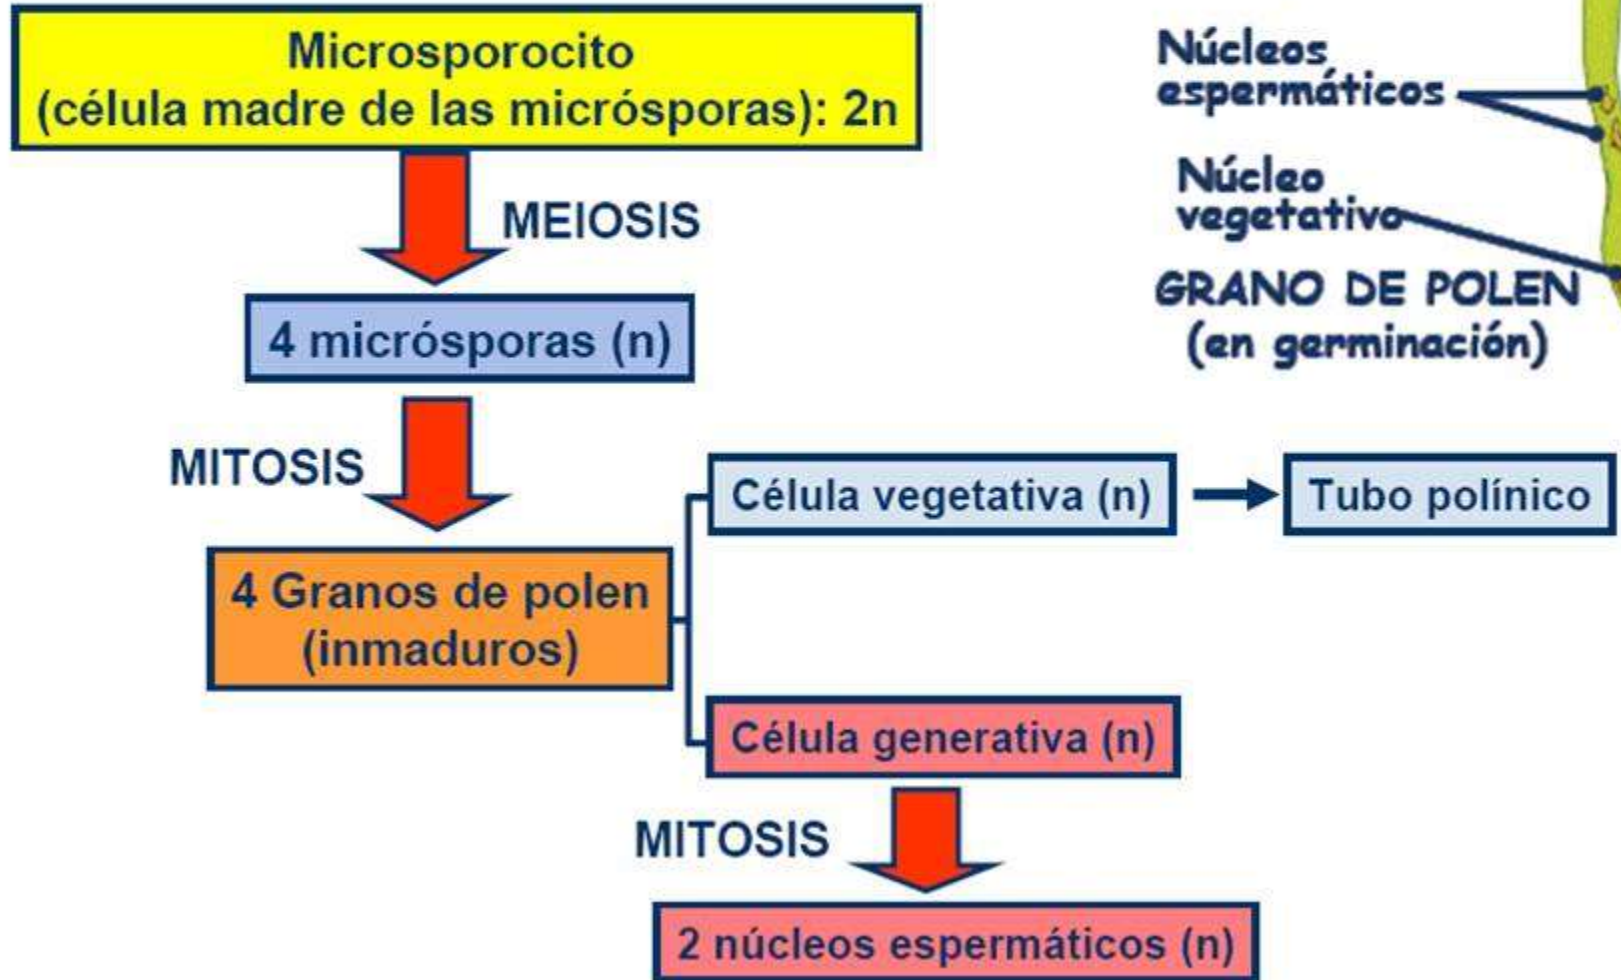 Microsporocito
(célula madre de las micrósporas): 2n
MEIOSIS
4 micrósporas (n)
MITOSIS
4 Granos de polen
(inmaduros)
Célula vegetativa (n)
Tubo polínico
Célula generativa (n)
MITOSIS
2 núcleos espermáticos (n)
Núcleos
espermáticos
Núcleo
vegetativo
GRANO DE POLEN
(en germinación)